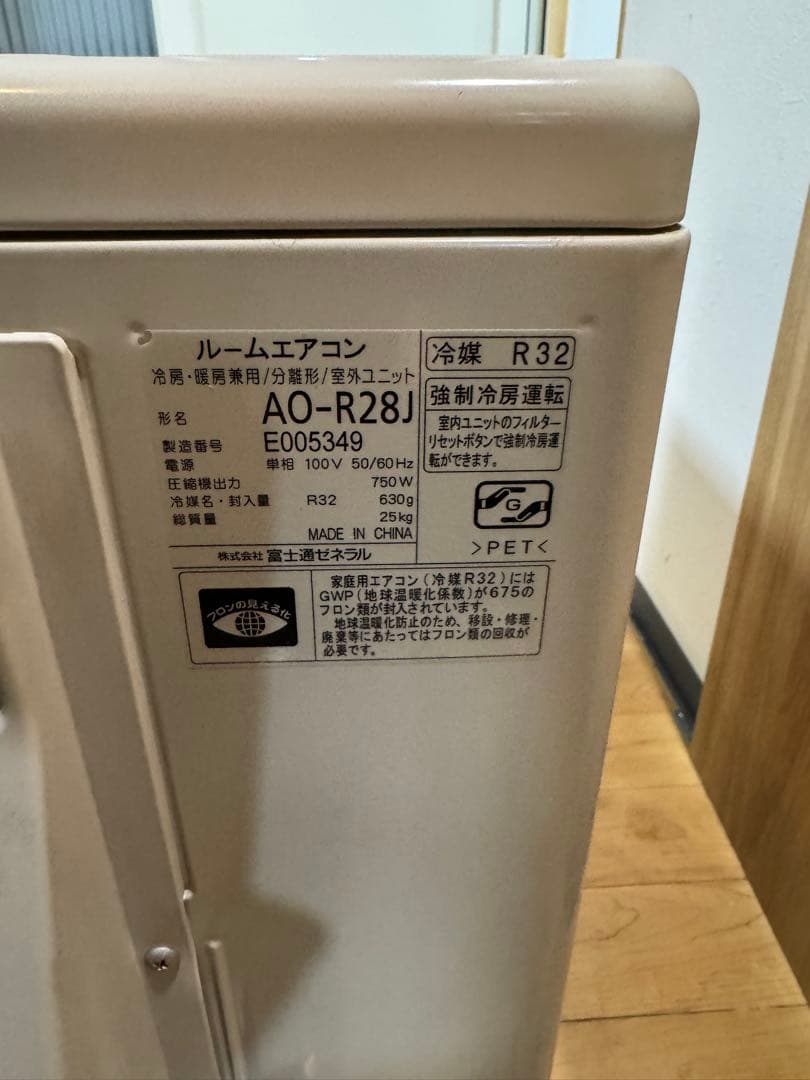 ルームエアコン
冷房・暖房兼用/分離形/室外ユニット
形名 AO-R28J
製造番号 E005349
電源 単相 100V 50/60Hz
圧縮機出力 750W
冷媒名・封入量 R32 630g
総質量 25kg
MADE IN CHINA
株式会社 富士通ゼネラル
冷媒 R32
強制冷房運転
室内ユニットのフィルター
リセットボタンで強制冷房運
転ができます。
G
>PET<
フロンの見える化
家庭用エアコン(冷媒R32)には
GWP(地球温暖化係数)が675の
フロン類が封入されています。
地球温暖化防止のため、移設・修理・
廃棄等にあたってはフロン類の回収が
必要です。